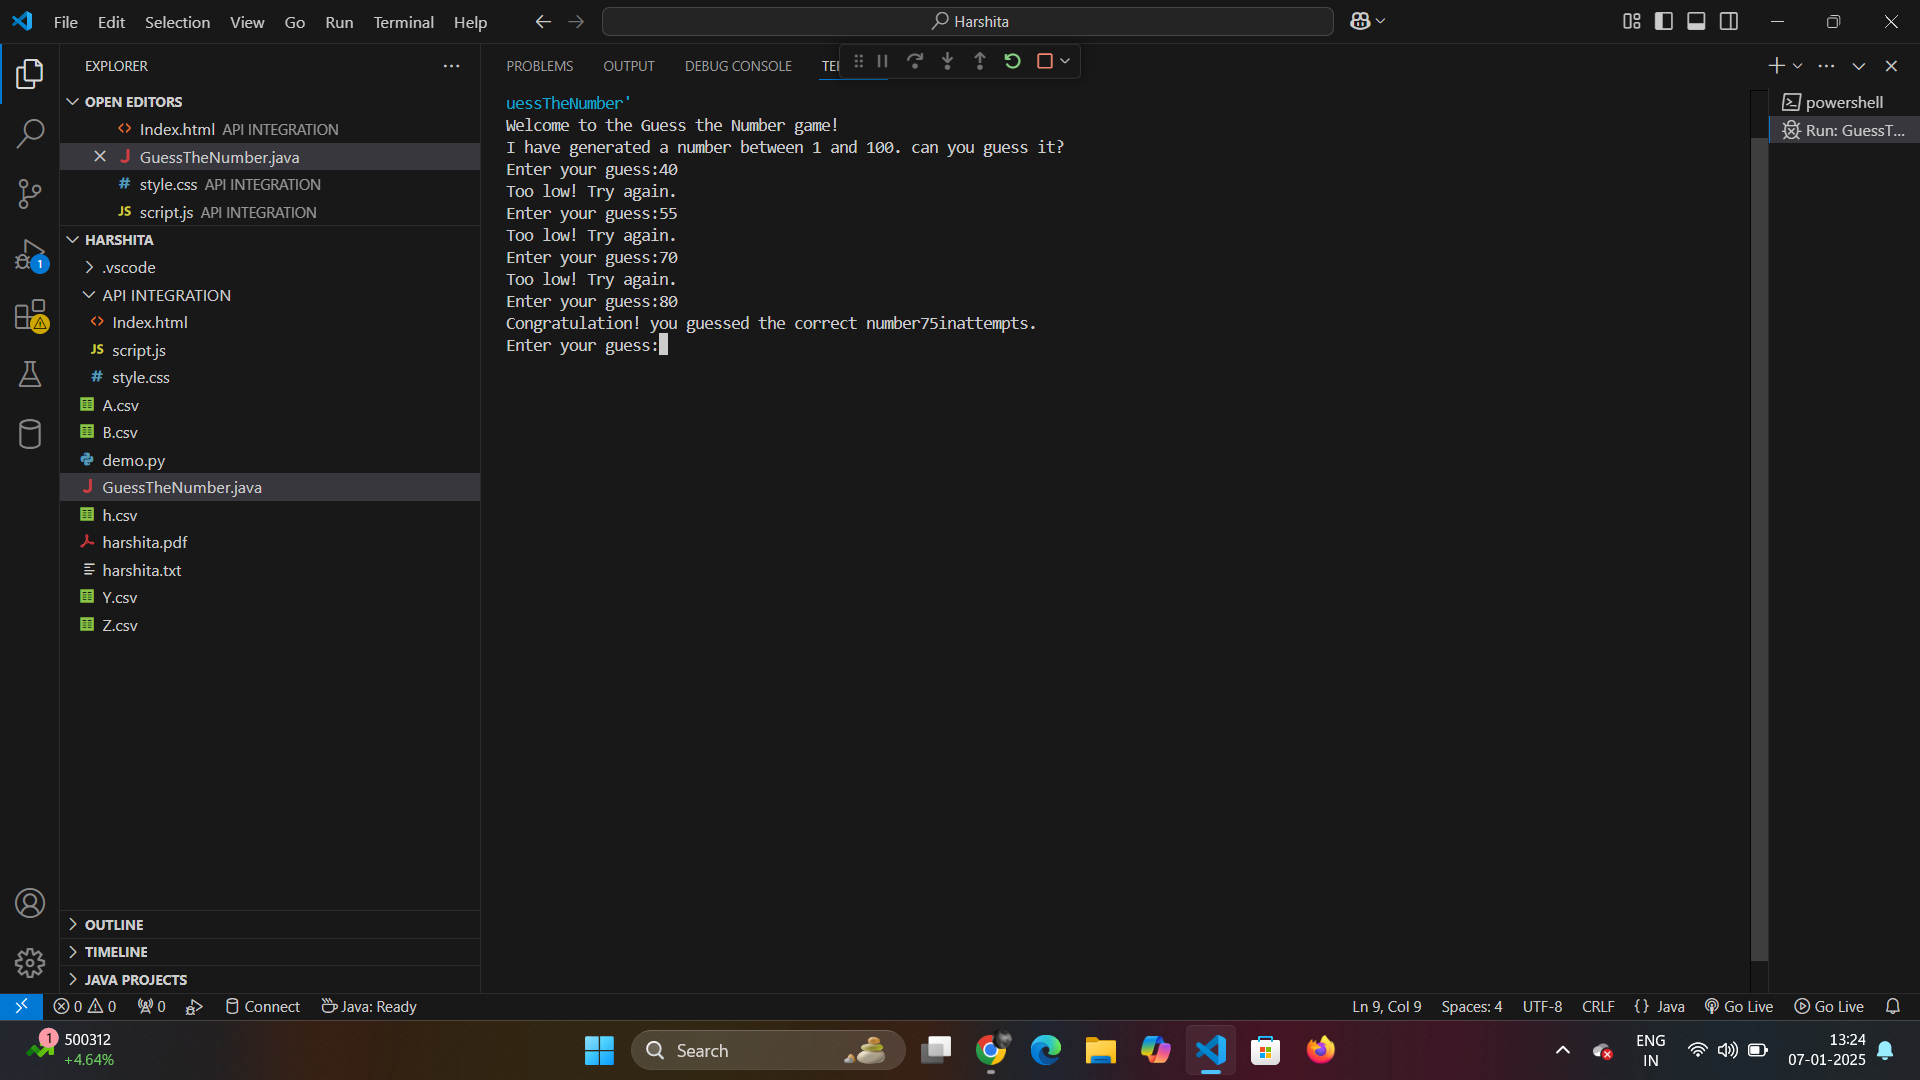 File Edit Selection View Go Run Terminal Help
Harshita
EXPLORER
OPEN EDITORS
Index.html API INTEGRATION
GuessTheNumber.java
# style.css API INTEGRATION
JS script.js API INTEGRATION
HARSHITA
.vscode
API INTEGRATION
Index.html
JS script.js
# style.css
A.csv
B.csv
demo.py
J GuessTheNumber.java
h.csv
harshita.pdf
harshita.txt
Y.csv
Z.csv
OUTLINE
TIMELINE
JAVA PROJECTS
1
PROBLEMS OUTPUT DEBUG CONSOLE
uessTheNumber'
Welcome to the Guess the Number game!
I have generated a number between 1 and 100. can you guess it?
Enter your guess:40
Too low! Try again.
Enter your guess:55
Too low! Try again.
Enter your guess:70
Too low! Try again.
Enter your guess:80
Congratulation! you guessed the correct number75inattempts.
Enter your guess:
powershell
Run: GuessT...
0 0 0 Connect Java: Ready
Ln 9, Col 9 Spaces: 4 UTF-8 CRLF {} Java Go Live Go Live
1
500312
+4.64%
Search
ENG
IN
13:24
07-01-2025